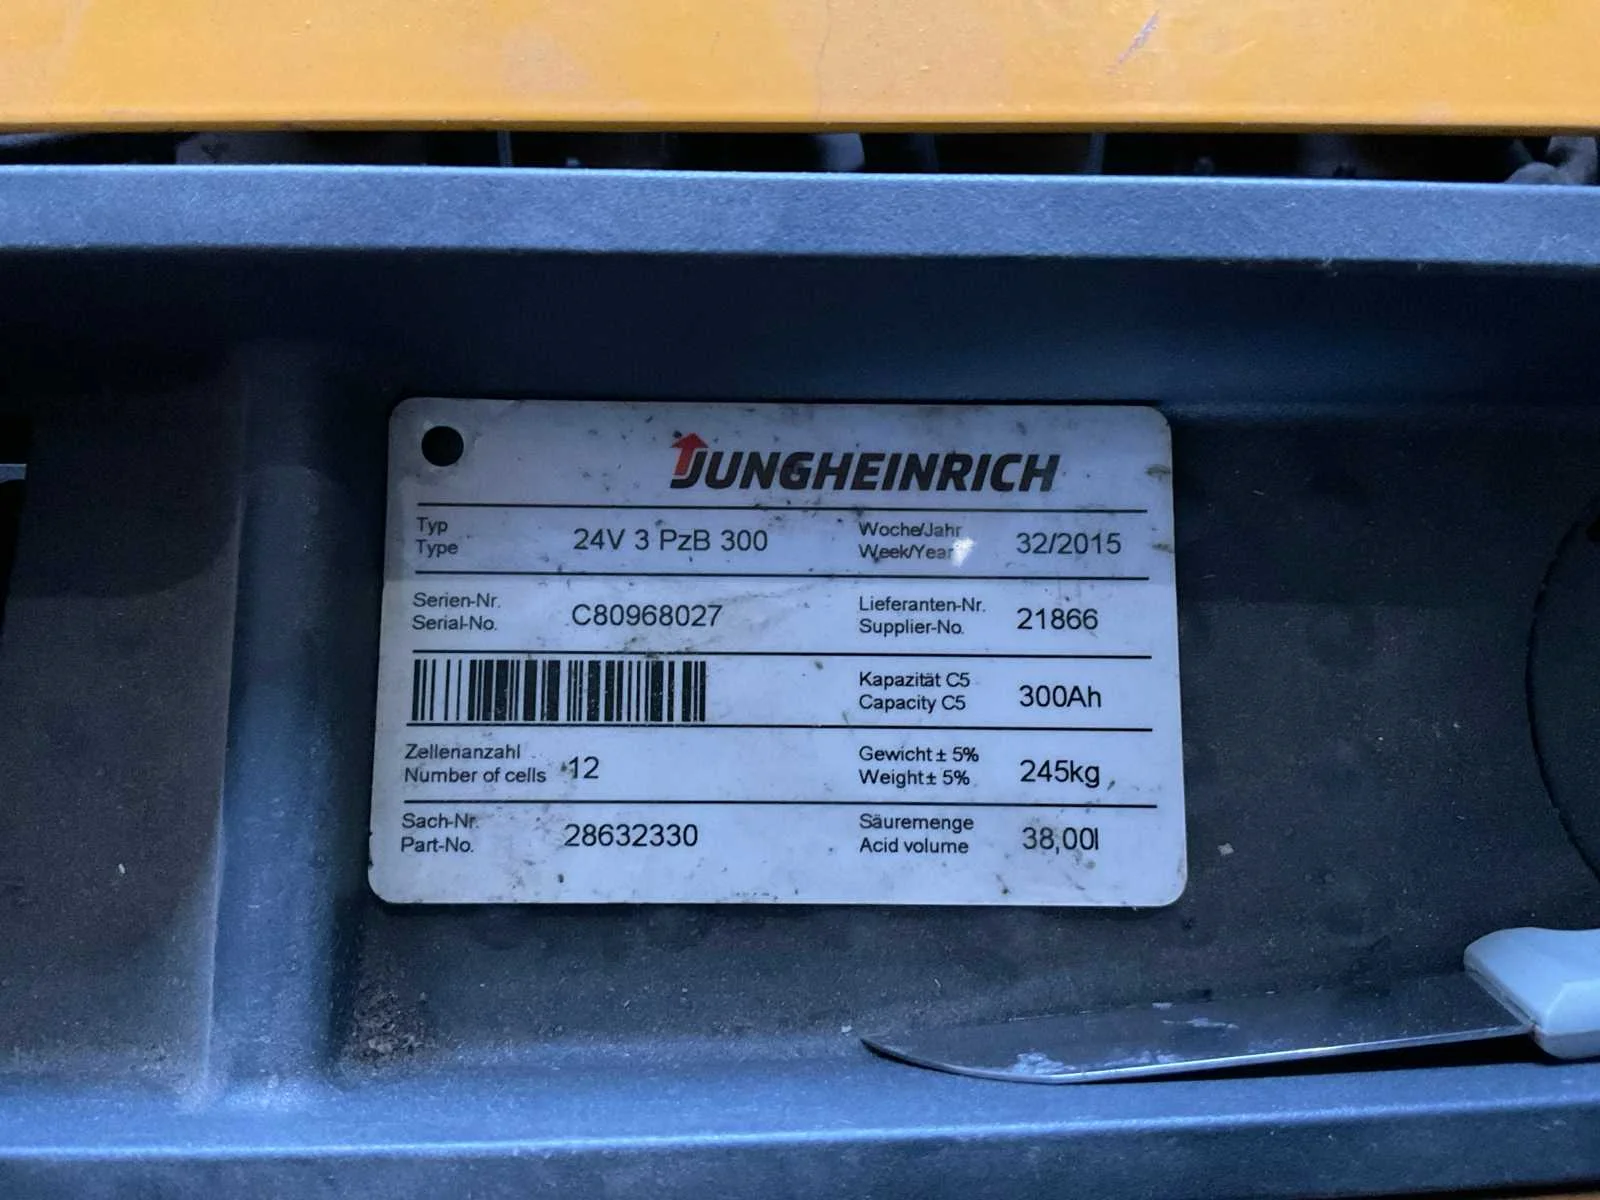 JUNGHEINRICH
Typ
Type
24V 3 PzB 300
Woche/Jahr
Week/Year
32/2015
Serien-Nr.
Serial-No.
C80968027
Lieferanten-Nr.
Supplier-No.
21866
Kapazität C5
Capacity C5
300Ah
Zellenanzahl
Number of cells
12
Gewicht ± 5%
Weight± 5%
245kg
Sach-Nr.
Part-No.
28632330
Säuremenge
Acid volume
38,00l